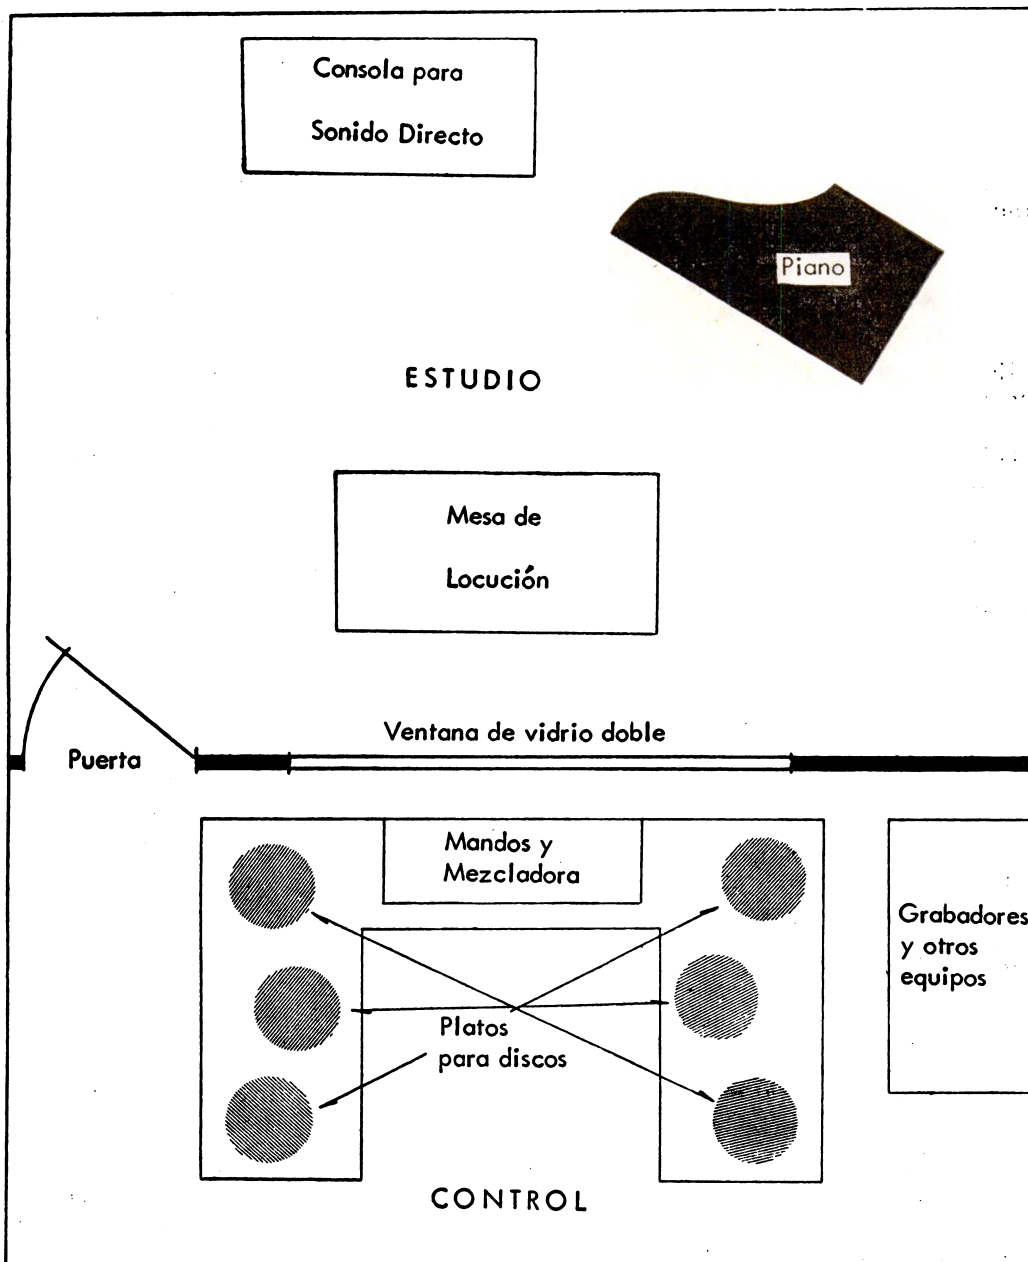 Consola para
Sonido Directo
Piano
ESTUDIO
Mesa de
Locución
Ventana de vidrio doble
Puerta
Mandos y
Mezcladora
Grabadores
y otros
equipos
Platos
para discos
CONTROL